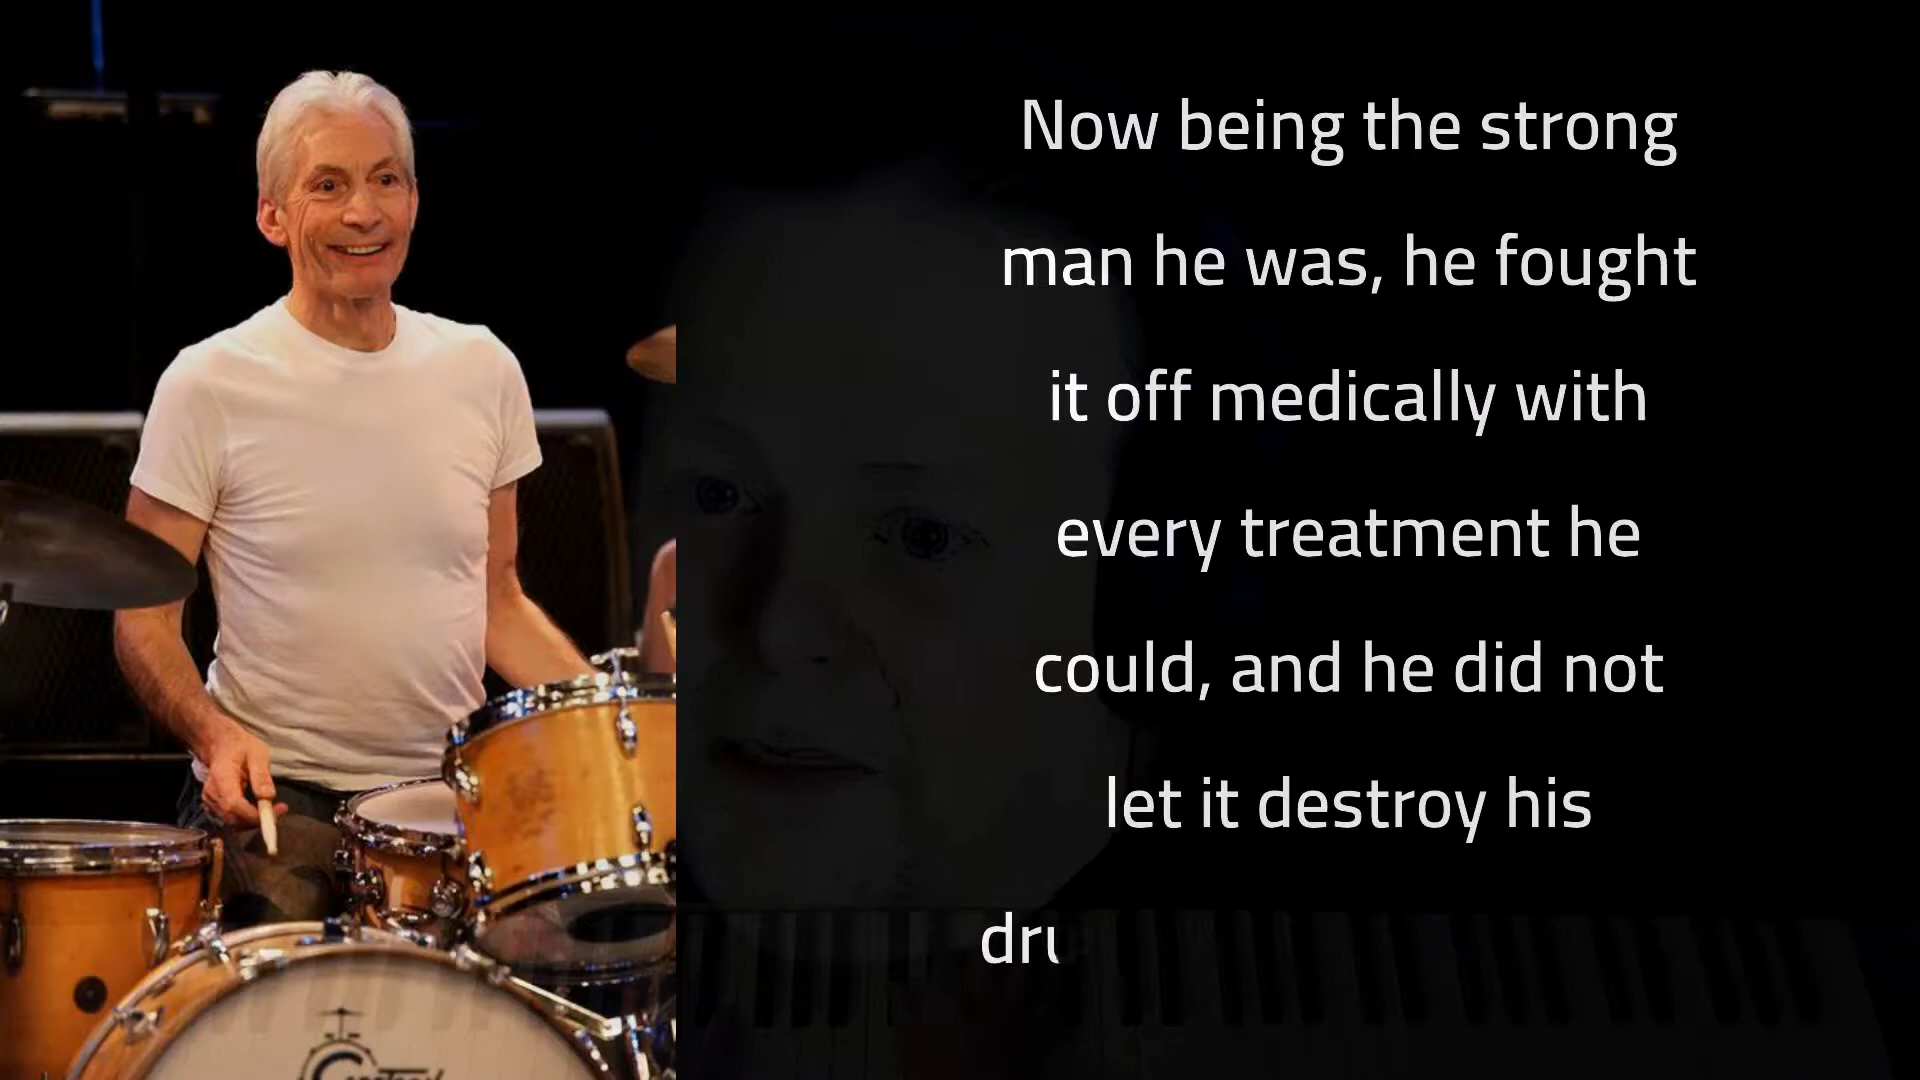 Now being the strong
man he was, he fought
it off medically with
every treatment he
could, and he did not
let it destroy his